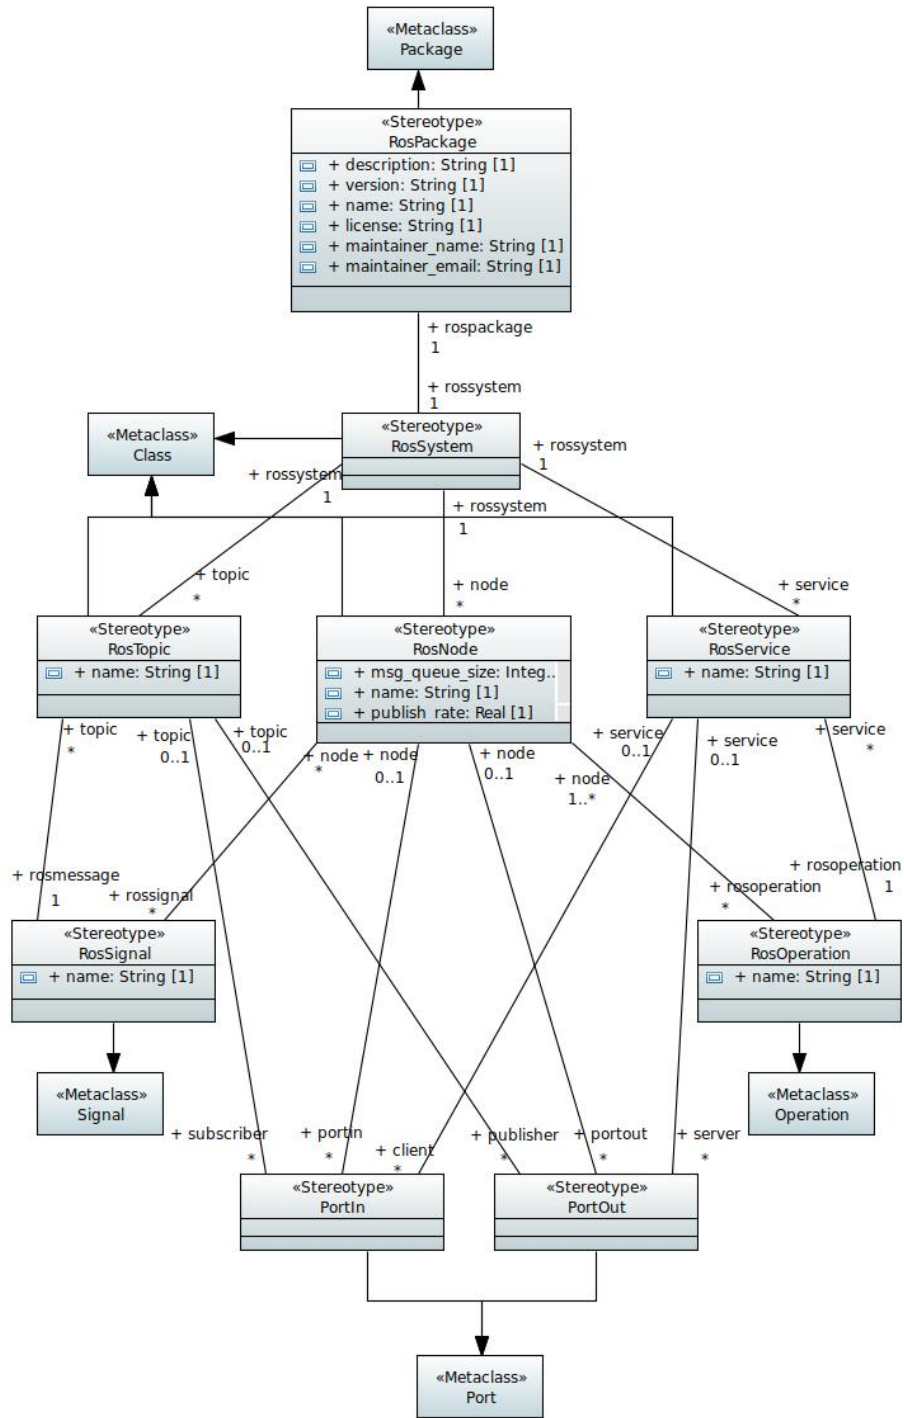 «Metaclass»
Package
«Stereotype»
RosPackage
+ description: String [1]
+ version: String [1]
+ name: String [1]
+ license: String [1]
+ maintainer_name: String [1]
+ maintainer_email: String [1]
+ rospackage
1
+ rossystem
1
«Metaclass»
Class
«Stereotype»
RosSystem
+ rossystem
1
+ rossystem
1
+ rossystem
1
+ topic
*
+ node
*
+ service
*
«Stereotype»
RosTopic
+ name: String [1]
«Stereotype»
RosNode
+ msg_queue_size: Integ..
+ name: String [1]
+ publish_rate: Real [1]
«Stereotype»
RosService
+ name: String [1]
+ topic
*
+ topic
0..1
+ topic
0..1
+ node
*
+ node
0..1
+ node
0..1
+ node
1..*
+ service
0..1
+ service
0..1
+ service
*
+ rosmessage
1
+ rossignal
*
+ rosoperation
*
+ rosoperation
1
«Stereotype»
RosSignal
+ name: String [1]
«Stereotype»
RosOperation
+ name: String [1]
«Metaclass»
Signal
«Metaclass»
Operation
+ subscriber
*
+ portin
*
+ client
*
+ publisher
*
+ portout
*
+ server
*
«Stereotype»
PortIn
«Stereotype»
PortOut
«Metaclass»
Port